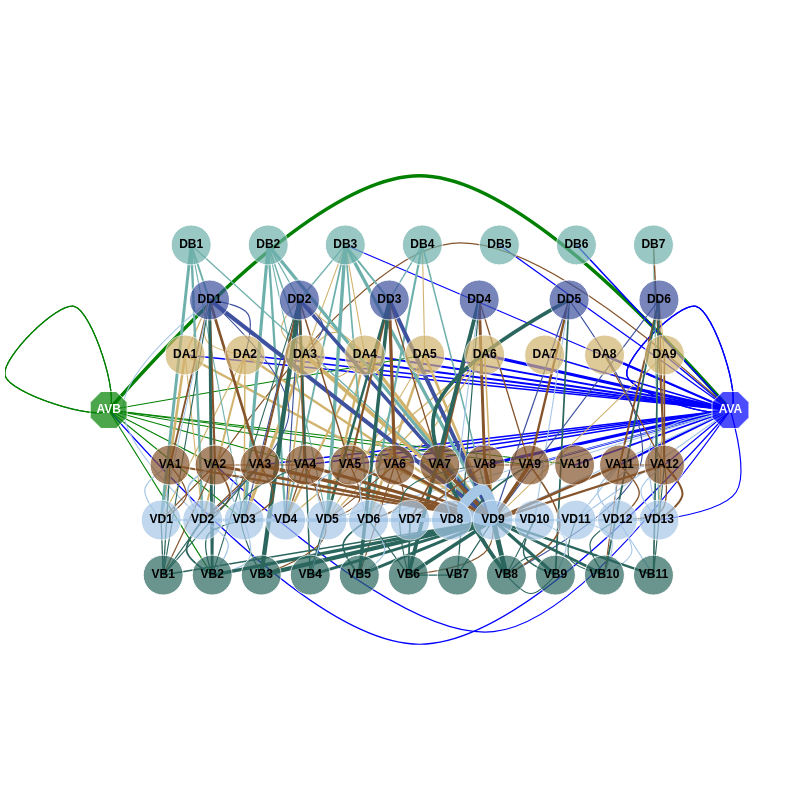 DB1 DB2 DB3 DB4 DB5 DB6 DB7
DD1 DD2 DD3 DD4 DD5 DD6
DA1 DA2 DA3 DA4 DA5 DA6 DA7 DA8 DA9
AVB AVA
VA1 VA2 VA3 VA4 VA5 VA6 VA7 VA8 VA9 VA10 VA11 VA12
VD1 VD2 VD3 VD4 VD5 VD6 VD7 VD8 VD9 VD10 VD11 VD12 VD13
VB1 VB2 VB3 VB4 VB5 VB6 VB7 VB8 VB9 VB10 VB11